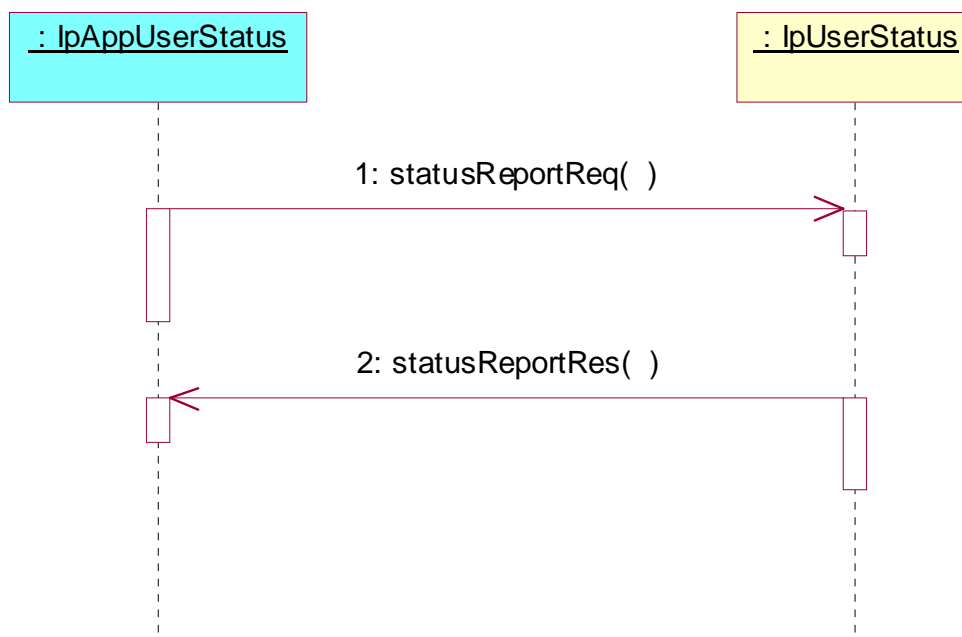 : IpAppUserStatus
: IpUserStatus
1: statusReportReq( )
2: statusReportRes( )